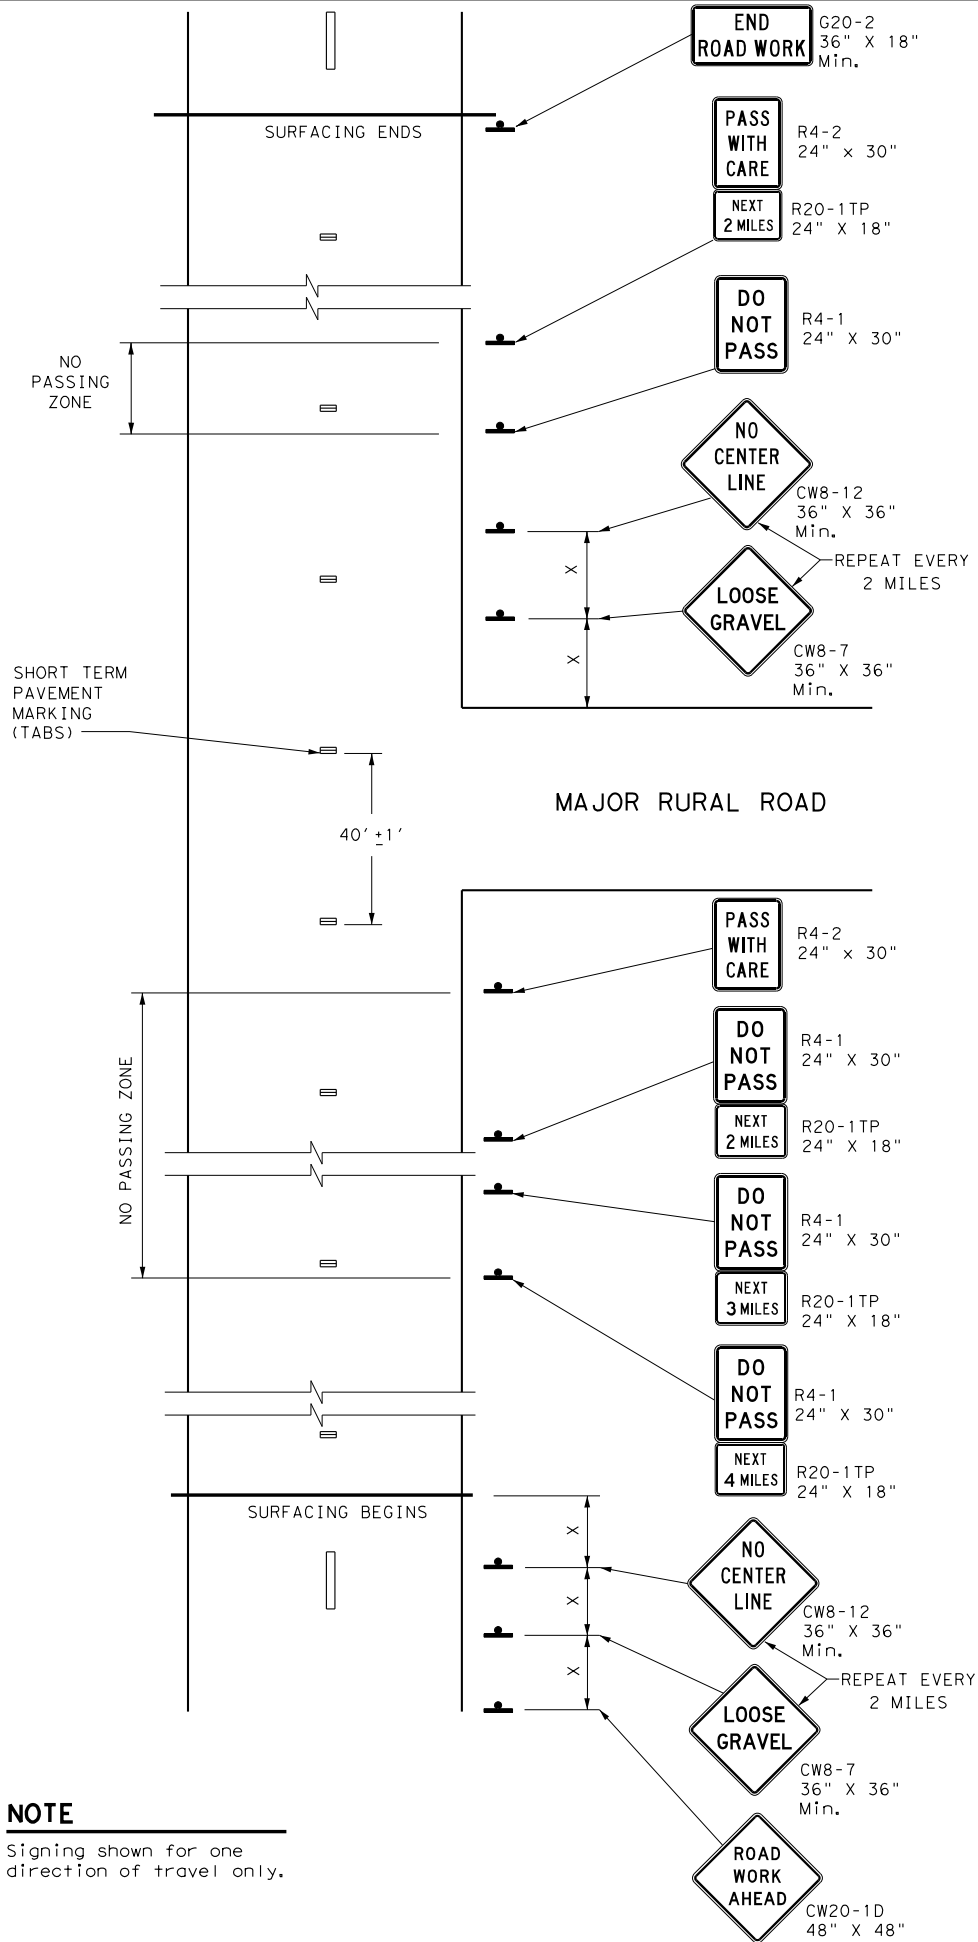 END
ROAD WORK
G20-2
36" X 18"
Min.
SURFACING ENDS
PASS
WITH
CARE
R4-2
24" x 30"
NEXT
2 MILES
R20-1TP
24" X 18"
DO
NOT
PASS
R4-1
24" X 30"
NO
PASSING
ZONE
NO
CENTER
LINE
CW8-12
36" X 36"
Min.
X
REPEAT EVERY
2 MILES
LOOSE
GRAVEL
CW8-7
36" X 36"
Min.
X
SHORT TERM
PAVEMENT
MARKING
(TABS)
MAJOR RURAL ROAD
40' ±1'
PASS
WITH
CARE
R4-2
24" x 30"
DO
NOT
PASS
R4-1
24" X 30"
NEXT
2 MILES
R20-1TP
24" X 18"
NO PASSING ZONE
DO
NOT
PASS
R4-1
24" X 30"
NEXT
3 MILES
R20-1TP
24" X 18"
DO
NOT
PASS
R4-1
24" X 30"
NEXT
4 MILES
R20-1TP
24" X 18"
SURFACING BEGINS
X
NO
CENTER
LINE
CW8-12
36" X 36"
Min.
X
REPEAT EVERY
2 MILES
X
LOOSE
GRAVEL
CW8-7
36" X 36"
Min.
ROAD
WORK
AHEAD
CW20-1D
48" X 48"
NOTE
Signing shown for one
direction of travel only.